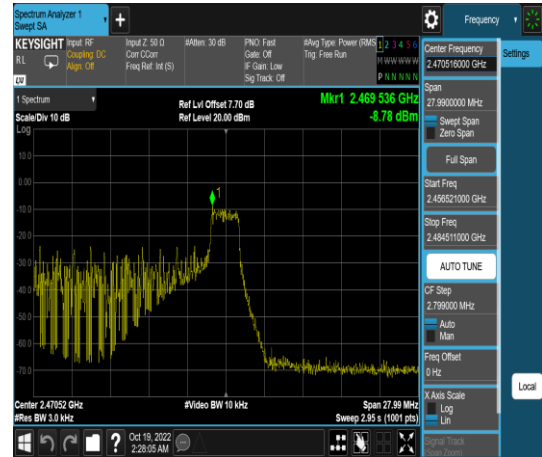 Spectrum Analyzer 1
Swept SA
+
Frequency
KEYSIGHT
RL
LXI
Input: RF
Coupling: DC
Align: Off
Input Z: 50 Ω
Corr CCorr
Freq Ref: Int (S)
#Atten: 30 dB
PNO: Fast
Gate: Off
IF Gain: Low
Sig Track: Off
#Avg Type: Power (RMS
Trig: Free Run
1 2 3 4 5 6
M W W W W W
P N N N N N
1 Spectrum
Scale/Div 10 dB
Log
Ref Lvl Offset 7.70 dB
Ref Level 20.00 dBm
Mkr1 2.469 536 GHz
-8.78 dBm
1
10.0
0.00
-10.0
-20.0
-30.0
-40.0
-50.0
-60.0
-70.0
Center 2.47052 GHz
#Res BW 3.0 kHz
#Video BW 10 kHz
Span 27.99 MHz
Sweep 2.95 s (1001 pts)
Center Frequency
2.470516000 GHz
Span
27.9900000 MHz
Swept Span
Zero Span
Full Span
Start Freq
2.456521000 GHz
Stop Freq
2.484511000 GHz
AUTO TUNE
CF Step
2.799000 MHz
Auto
Man
Freq Offset
0 Hz
X Axis Scale
Log
Lin
Signal Track
(Span Zoom)
Settings
Local
?
Oct 19, 2022
2:28:05 AM